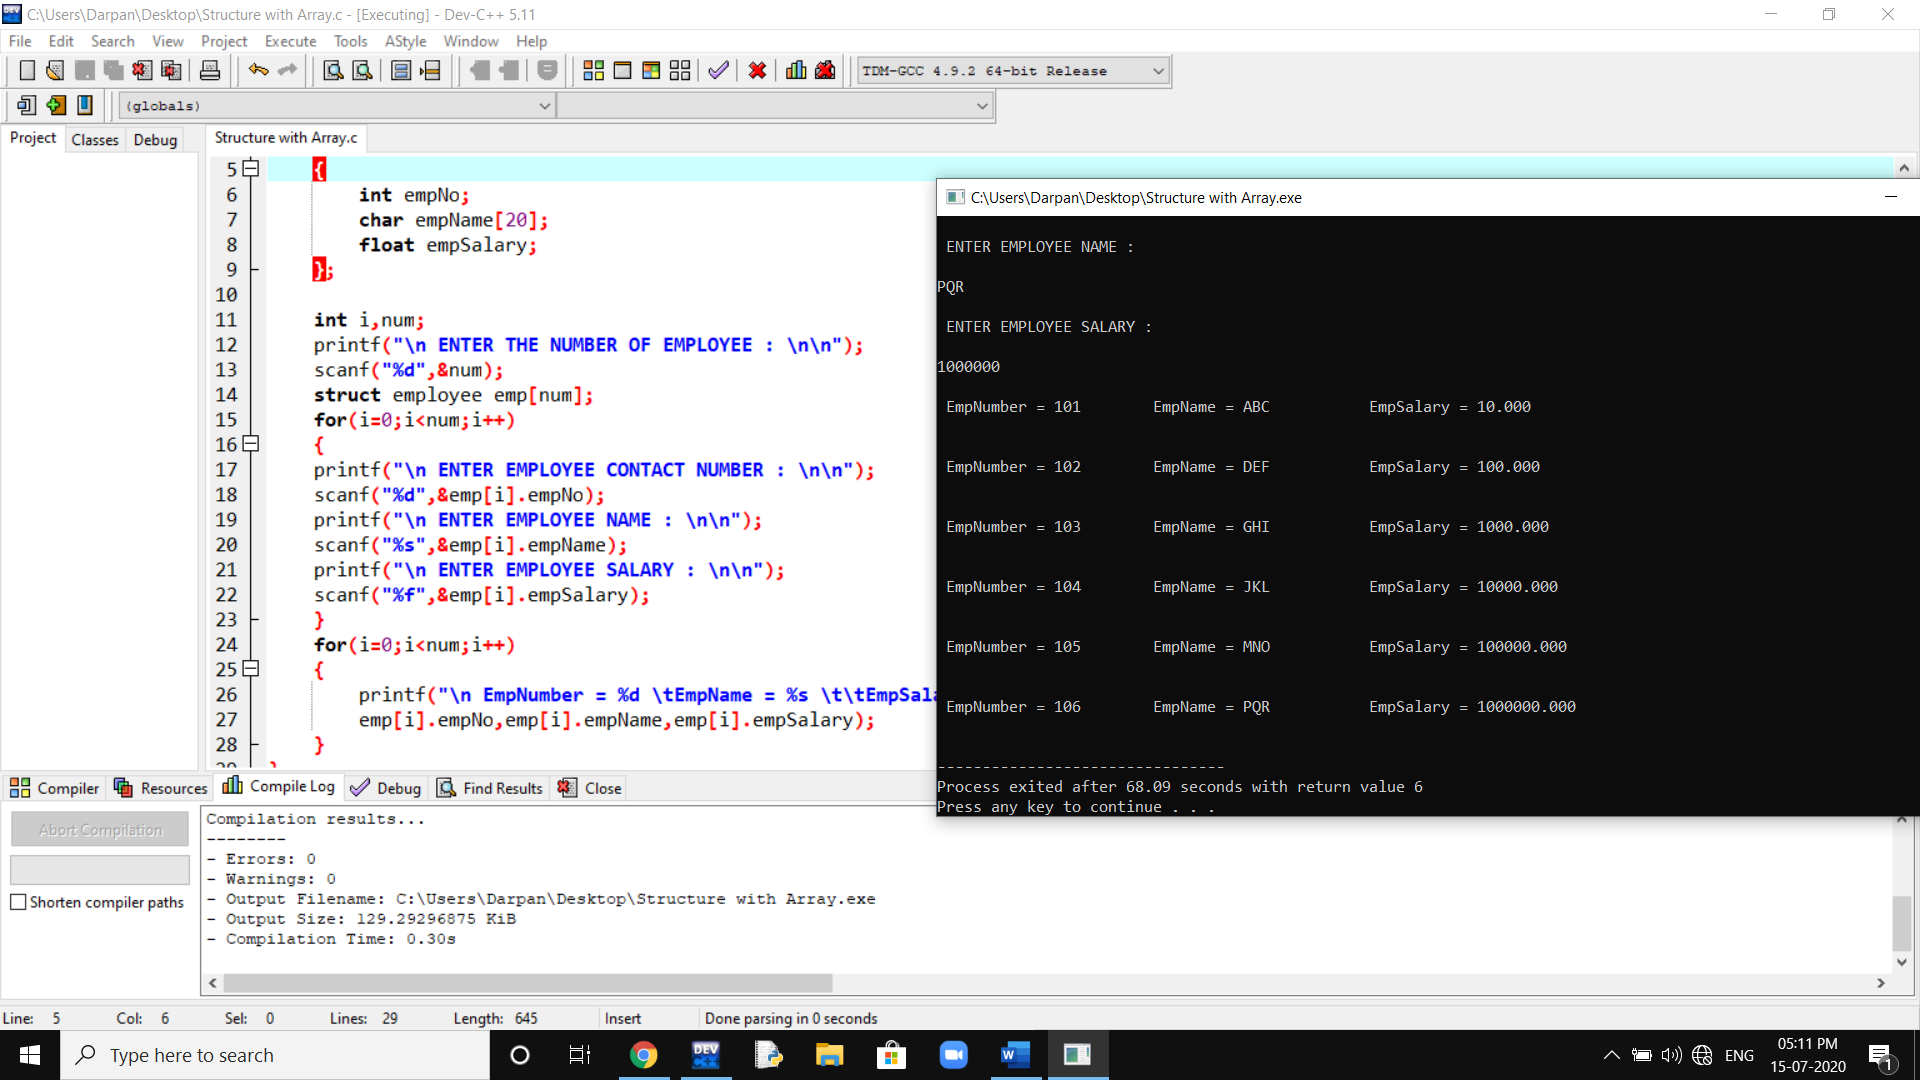 C:\Users\Darpan\Desktop\Structure with Array.c - [Executing] - Dev-C++ 5.11
File Edit Search View Project Execute Tools AStyle Window Help
TDM-GCC 4.9.2 64-bit Release
(globals)
Project Classes Debug
Structure with Array.c
5 {
6 int empNo;
7 char empName[20];
8 float empSalary;
9 };
10
11 int i,num;
12 printf("\n ENTER THE NUMBER OF EMPLOYEE : \n\n");
13 scanf("%d",&num);
14 struct employee emp[num];
15 for(i=0;i<num;i++)
16 {
17 printf("\n ENTER EMPLOYEE CONTACT NUMBER : \n\n");
18 scanf("%d",&emp[i].empNo);
19 printf("\n ENTER EMPLOYEE NAME : \n\n");
20 scanf("%s",&emp[i].empName);
21 printf("\n ENTER EMPLOYEE SALARY : \n\n");
22 scanf("%f",&emp[i].empSalary);
23 }
24 for(i=0;i<num;i++)
25 {
26 printf("\n EmpNumber = %d \tEmpName = %s \t\tEmpSal
27 emp[i].empNo,emp[i].empName,emp[i].empSalary);
28 }
C:\Users\Darpan\Desktop\Structure with Array.exe
ENTER EMPLOYEE NAME :
PQR
ENTER EMPLOYEE SALARY :
1000000
EmpNumber = 101 EmpName = ABC EmpSalary = 10.000
EmpNumber = 102 EmpName = DEF EmpSalary = 100.000
EmpNumber = 103 EmpName = GHI EmpSalary = 1000.000
EmpNumber = 104 EmpName = JKL EmpSalary = 10000.000
EmpNumber = 105 EmpName = MNO EmpSalary = 100000.000
EmpNumber = 106 EmpName = PQR EmpSalary = 1000000.000
--------------------------------
Process exited after 68.09 seconds with return value 6
Press any key to continue . . .
Compiler Resources Compile Log Debug Find Results Close
Abort Compilation
Shorten compiler paths
Compilation results...
--------
- Errors: 0
- Warnings: 0
- Output Filename: C:\Users\Darpan\Desktop\Structure with Array.exe
- Output Size: 129.29296875 KiB
- Compilation Time: 0.30s
Line: 5 Col: 6 Sel: 0 Lines: 29 Length: 645 Insert Done parsing in 0 seconds
Type here to search
DEV
ENG
05:11 PM
15-07-2020
1